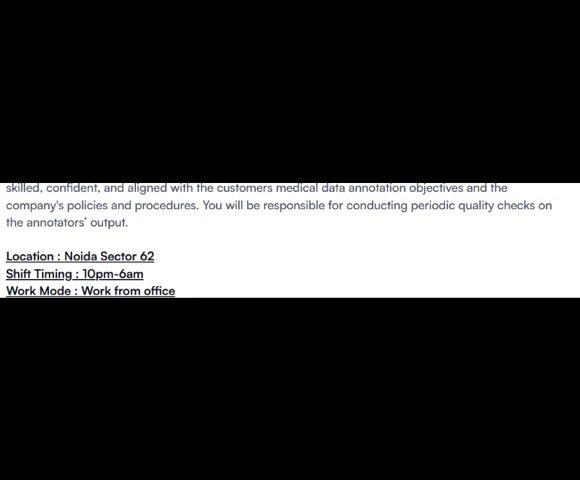 skilled, confident, and aligned with the customers medical data annotation objectives and the
company's policies and procedures. You will be responsible for conducting periodic quality checks on
the annotators' output.
Location : Noida Sector 62
Shift Timing : 10pm-6am
Work Mode : Work from office